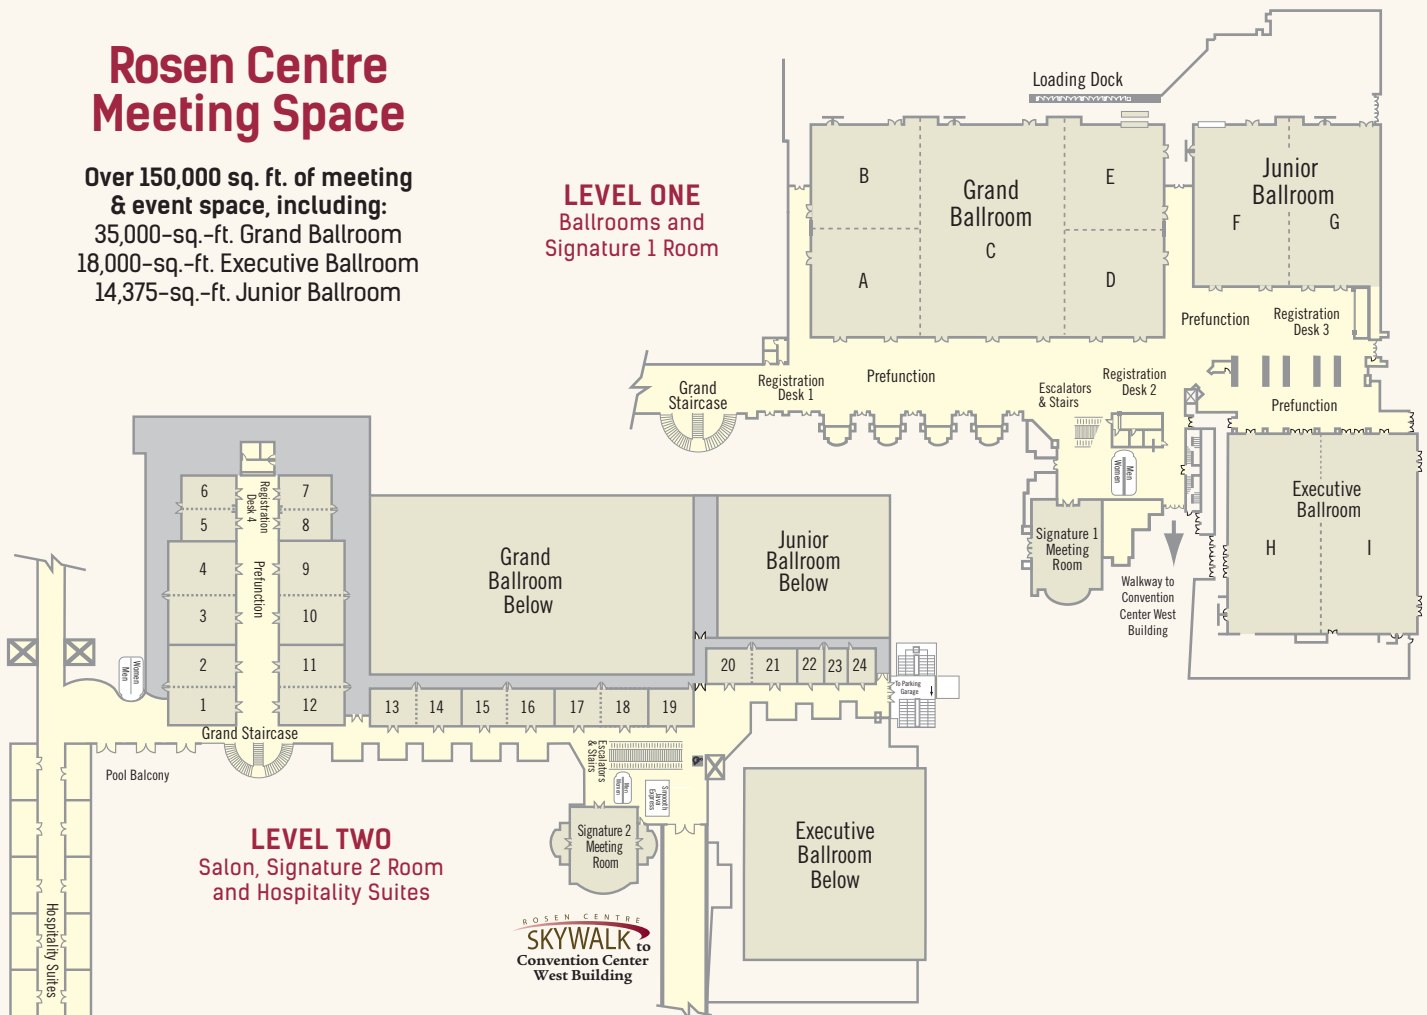 Rosen Centre
Meeting Space
Over 150,000 sq. ft. of meeting
& event space, including:
35,000-sq.-ft. Grand Ballroom
18,000-sq.-ft. Executive Ballroom
14,375-sq.-ft. Junior Ballroom
LEVEL ONE
Ballrooms and
Signature 1 Room
Loading Dock
B
E
Grand
Ballroom
C
A
D
Junior
Ballroom
F
G
Prefunction
Registration
Desk 3
Grand
Staircase
Registration
Desk 1
Prefunction
Escalators
& Stairs
Registration
Desk 2
Prefunction
Men
Women
Executive
Ballroom
H
I
Signature 1
Meeting
Room
Walkway to
Convention
Center West
Building
6
7
5
8
4
9
3
10
2
11
1
12
Registration
Desk 4
Prefunction
Women
Men
Grand Staircase
Pool Balcony
Hospitality Suites
Grand
Ballroom
Below
Junior
Ballroom
Below
13
14
15
16
17
18
19
20
21
22
23
24
To Parking
Garage
Escalators
& Stairs
Men
Women
Smooth
Java
Express
Signature 2
Meeting
Room
Executive
Ballroom
Below
LEVEL TWO
Salon, Signature 2 Room
and Hospitality Suites
ROSEN CENTRE
SKYWALK to
Convention Center
West Building